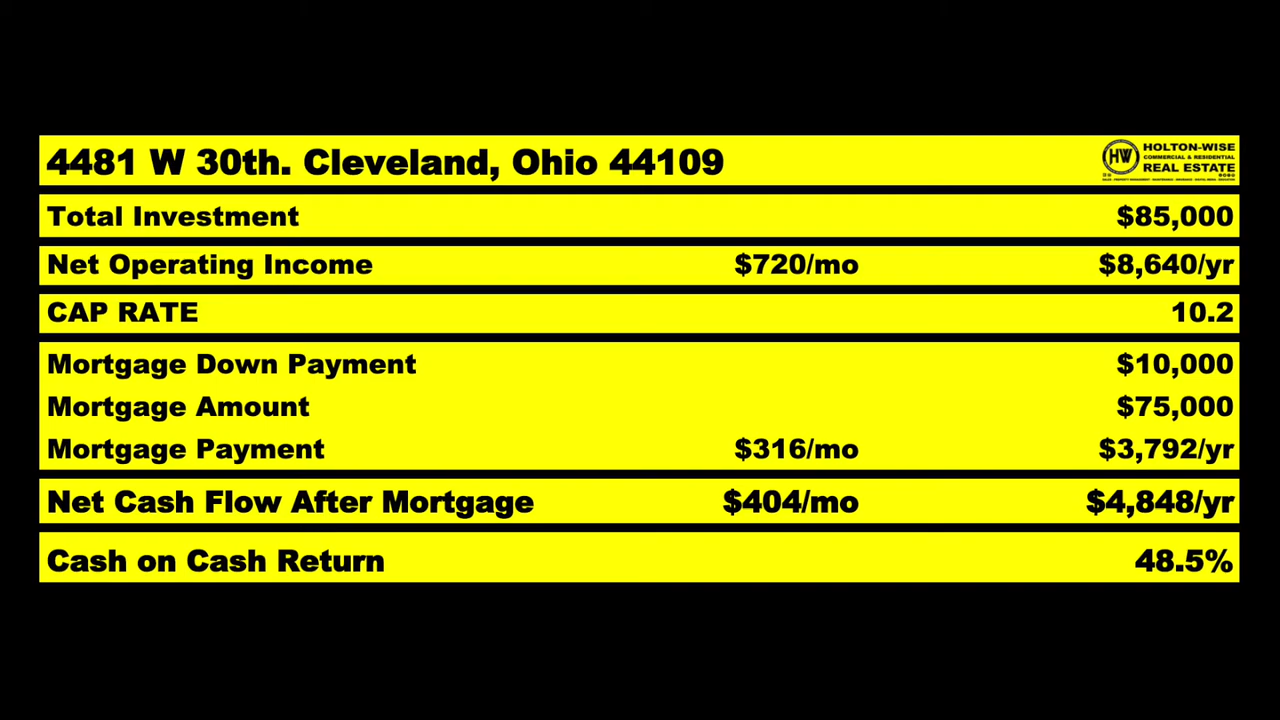 4481 W 30th. Cleveland, Ohio 44109
HW
HOLTON-WISE
COMMERCIAL & RESIDENTIAL
REAL ESTATE
Total Investment $85,000
Net Operating Income $720/mo $8,640/yr
CAP RATE 10.2
Mortgage Down Payment $10,000
Mortgage Amount $75,000
Mortgage Payment $316/mo $3,792/yr
Net Cash Flow After Mortgage $404/mo $4,848/yr
Cash on Cash Return 48.5%